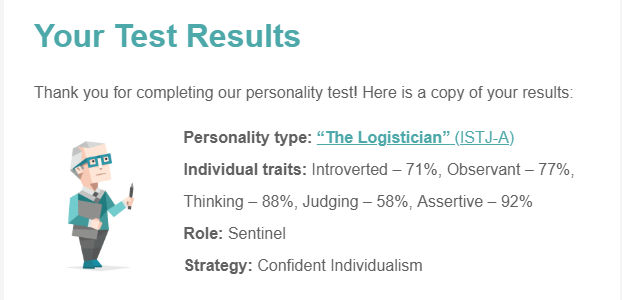 Your Test Results
Thank you for completing our personality test! Here is a copy of your results:
Personality type: “The Logistician” (ISTJ-A)
Individual traits: Introverted – 71%, Observant – 77%,
Thinking – 88%, Judging – 58%, Assertive – 92%
Role: Sentinel
Strategy: Confident Individualism